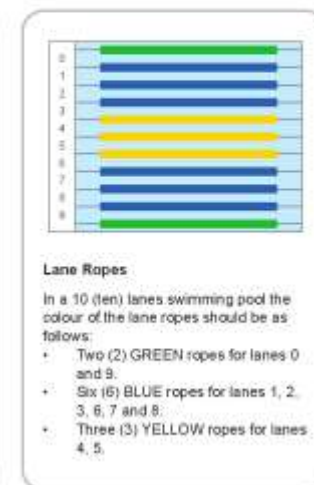 0
1
2
3
4
5
6
7
8
9
Lane Ropes
In a 10 (ten) lanes swimming pool the
colour of the lane ropes should be as
follows:
• Two (2) GREEN ropes for lanes 0
and 9.
• Six (6) BLUE ropes for lanes 1, 2,
3, 6, 7 and 8.
• Three (3) YELLOW ropes for lanes
4, 5.